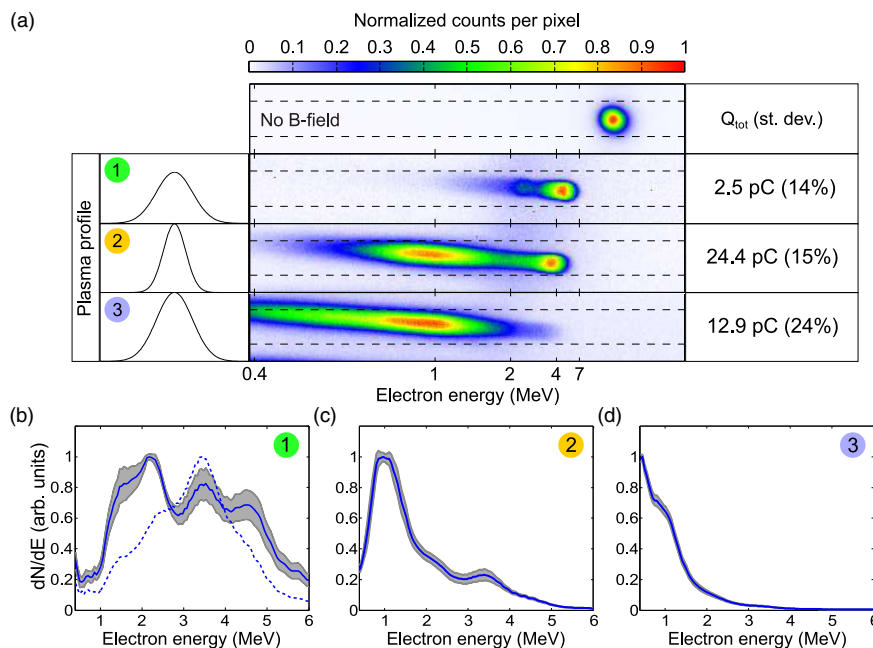 (a)
Normalized counts per pixel
0 0.1 0.2 0.3 0.4 0.5 0.6 0.7 0.8 0.9 1
No B-field
Q_tot (st. dev.)
Plasma profile
1
2.5 pC (14%)
2
24.4 pC (15%)
3
12.9 pC (24%)
0.4 1 2 4 7
Electron energy (MeV)
(b)
1
dN/dE (arb. units)
1
0.8
0.6
0.4
0.2
0
1 2 3 4 5 6
Electron energy (MeV)
(c)
2
1
0.8
0.6
0.4
0.2
0
1 2 3 4 5 6
Electron energy (MeV)
(d)
3
1
0.8
0.6
0.4
0.2
0
1 2 3 4 5 6
Electron energy (MeV)